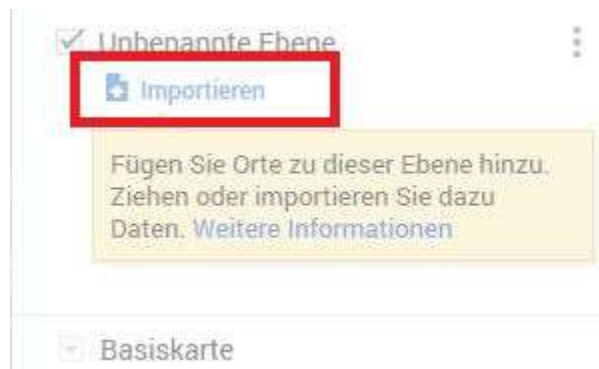 Unbenannte Ebene
Importieren
Fügen Sie Orte zu dieser Ebene hinzu.
Ziehen oder importieren Sie dazu
Daten. Weitere Informationen
Basiskarte